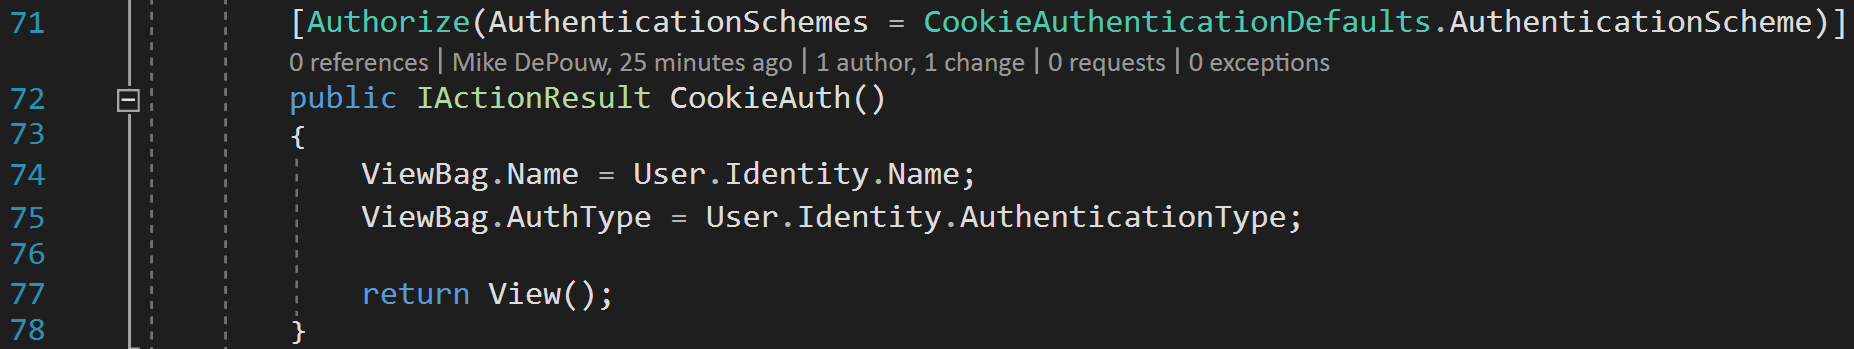 71 [Authorize(AuthenticationSchemes = CookieAuthenticationDefaults.AuthenticationScheme)]
0 references | Mike DePouw, 25 minutes ago | 1 author, 1 change | 0 requests | 0 exceptions
72 public IActionResult CookieAuth()
73 {
74 ViewBag.Name = User.Identity.Name;
75 ViewBag.AuthType = User.Identity.AuthenticationType;
76
77 return View();
78 }